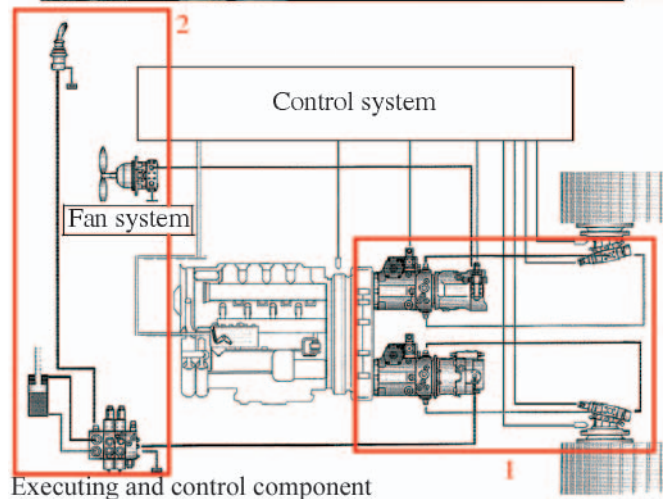 2
Control system
Fan system
1
Executing and control component